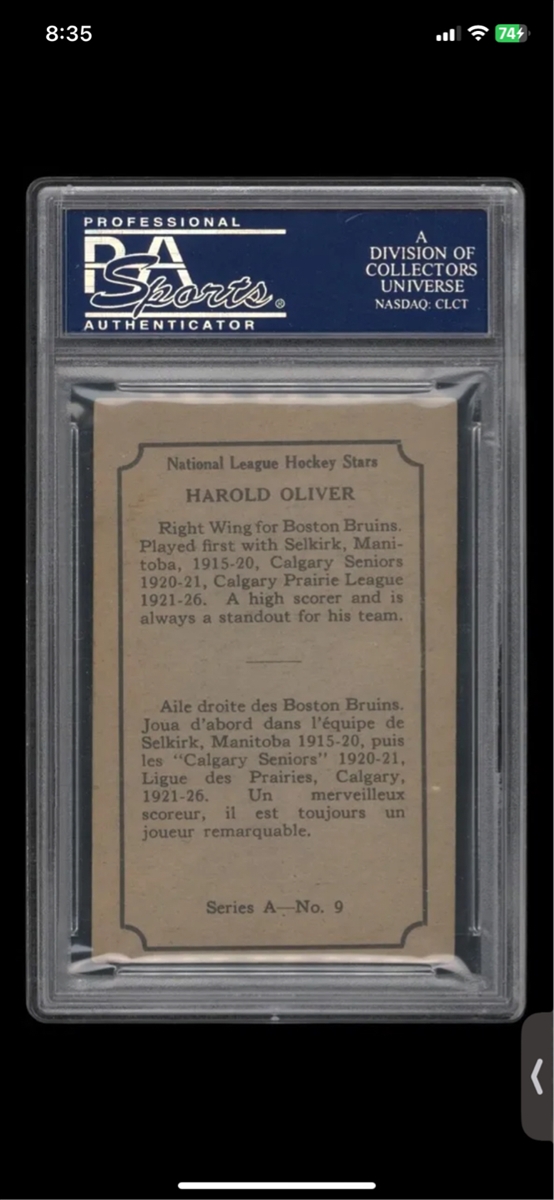 8:35
74
PROFESSIONAL
PSA
Sports®
AUTHENTICATOR
A
DIVISION OF
COLLECTORS
UNIVERSE
NASDAQ: CLCT
National League Hockey Stars
HAROLD OLIVER
Right Wing for Boston Bruins.
Played first with Selkirk, Mani-
toba, 1915-20, Calgary Seniors
1920-21, Calgary Prairie League
1921-26. A high scorer and is
always a standout for his team.
Aile droite des Boston Bruins.
Joua d'abord dans l'équipe de
Selkirk, Manitoba 1915-20, puis
les "Calgary Seniors" 1920-21,
Ligue des Prairies, Calgary,
1921-26. Un merveilleux
scoreur, il est toujours un
joueur remarquable.
Series A—No. 9